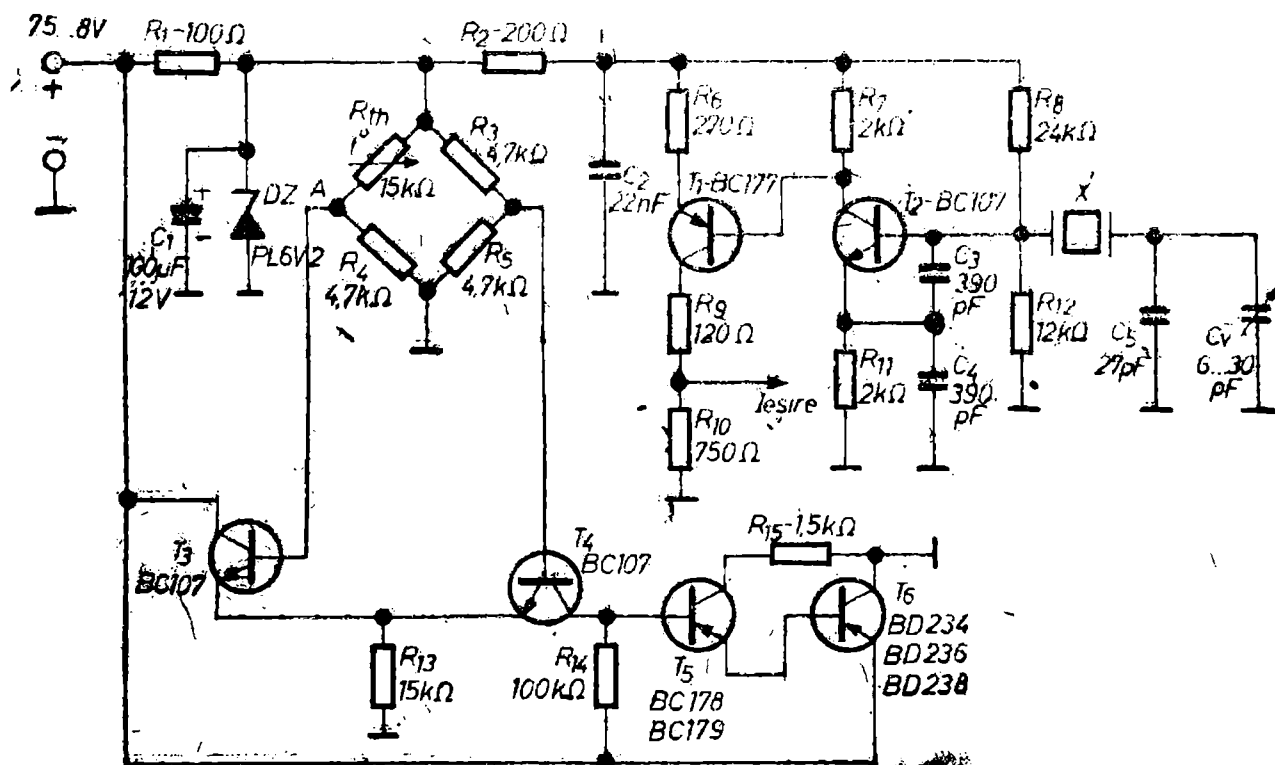 75...8V
R1-100Ω
R2-200Ω
+
-
Rth
t°
15kΩ
R3
4,7kΩ
A
R4
4,7kΩ
R5
4,7kΩ
C1
100μF
12V
DZ
PL6V2
C2
22nF
R6
270Ω
R7
2kΩ
R8
24kΩ
T1-BC177
T2-BC107
X
C3
390
pF
R9
120Ω
R11
2kΩ
C4
390
pF
R12
12kΩ
C5
27pF
CV
6...30
pF
Iesire
R10
750Ω
T3
BC107
T4
BC107
R15-1,5kΩ
T6
BD234
BD236
BD238
R13
15kΩ
R14
100kΩ
T5
BC178
BC179